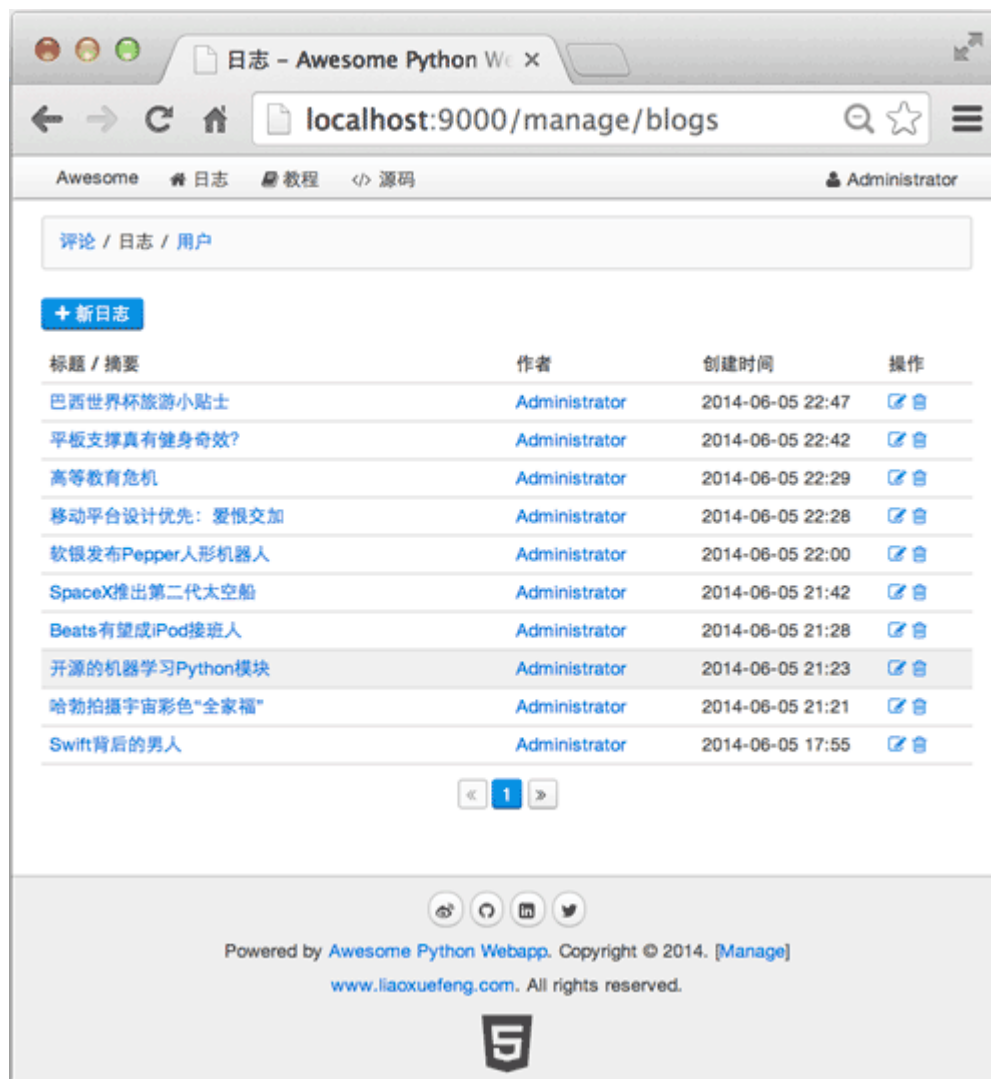 日志 – Awesome Python We
localhost:9000/manage/blogs
Awesome 日志 教程 源码 Administrator
评论 / 日志 / 用户
+ 新日志
标题 / 摘要 作者 创建时间 操作
巴西世界杯旅游小贴士 Administrator 2014-06-05 22:47
平板支撑真有健身奇效? Administrator 2014-06-05 22:42
高等教育危机 Administrator 2014-06-05 22:29
移动平台设计优先：爱恨交加 Administrator 2014-06-05 22:28
软银发布Pepper人形机器人 Administrator 2014-06-05 22:00
SpaceX推出第二代太空船 Administrator 2014-06-05 21:42
Beats有望成iPod接班人 Administrator 2014-06-05 21:28
开源的机器学习Python模块 Administrator 2014-06-05 21:23
哈勃拍摄宇宙彩色"全家福" Administrator 2014-06-05 21:21
Swift背后的男人 Administrator 2014-06-05 17:55
« 1 »
Powered by Awesome Python Webapp. Copyright © 2014. [Manage]
www.liaoxuefeng.com. All rights reserved.
5